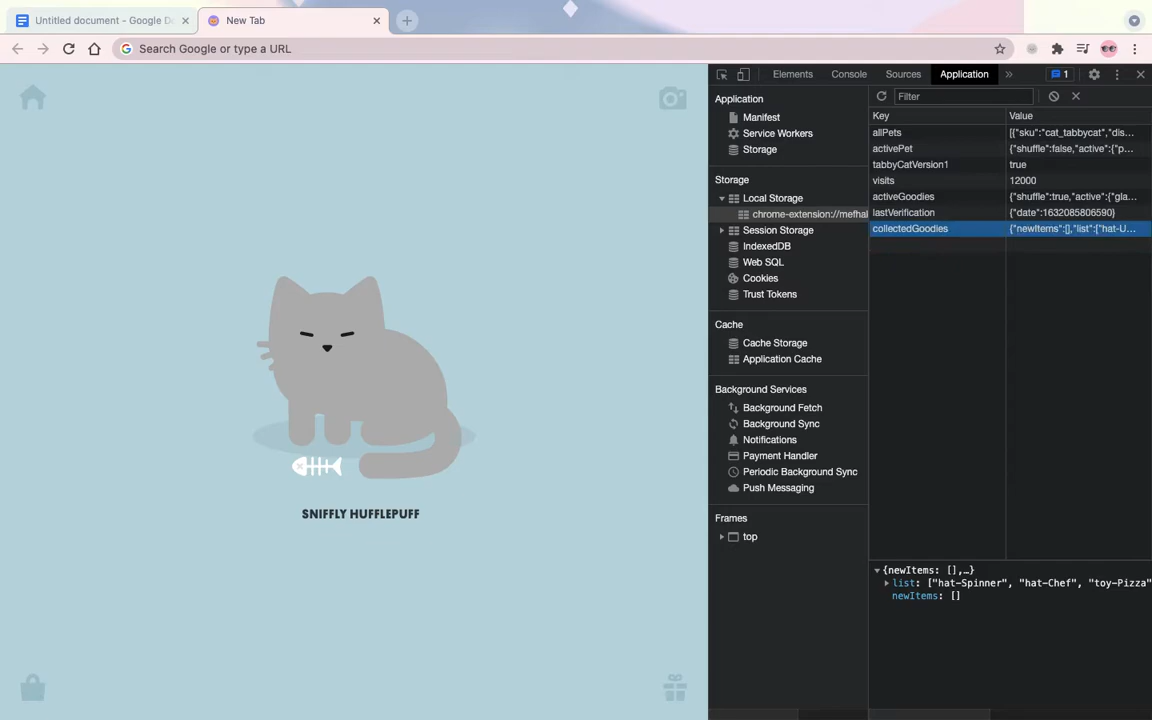 Untitled document - Google Do
New Tab
Search Google or type a URL
Elements
Console
Sources
Application
1
Application
Manifest
Service Workers
Storage
Storage
Local Storage
chrome-extension://mefhal
Session Storage
IndexedDB
Web SQL
Cookies
Trust Tokens
Cache
Cache Storage
Application Cache
Background Services
Background Fetch
Background Sync
Notifications
Payment Handler
Periodic Background Sync
Push Messaging
Frames
top
Filter
Key Value
allPets [{"sku":"cat_tabbycat","dis…
activePet {"shuffle":false,"active":{"p…
tabbyCatVersion1 true
visits 12000
activeGoodies {"shuffle":true,"active":{"gla…
lastVerification {"date":1632085806590}
collectedGoodies {"newItems":[],"list":["hat-U…
{newItems: [],…}
list: ["hat-Spinner", "hat-Chef", "toy-Pizza"
newItems: []
SNIFFLY HUFFLEPUFF